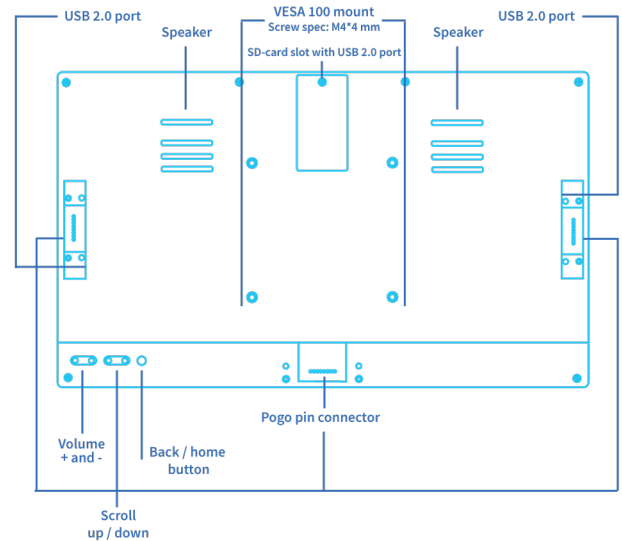 USB 2.0 port
VESA 100 mount
Screw spec: M4*4 mm
USB 2.0 port
Speaker
Speaker
SD-card slot with USB 2.0 port
Pogo pin connector
Volume
+ and -
Back / home
button
Scroll
up / down